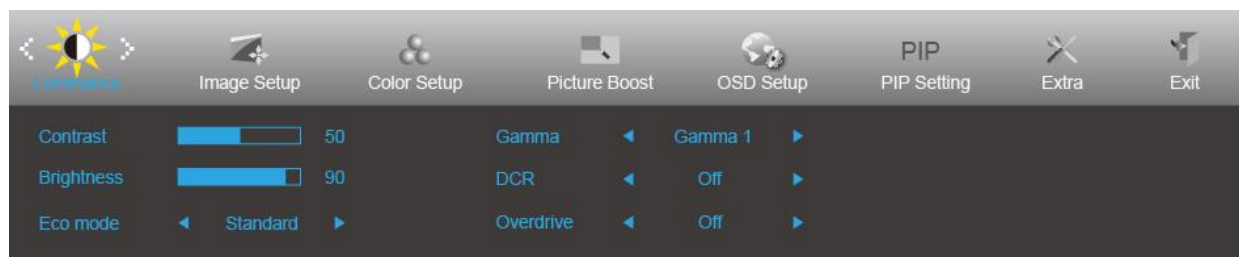 Luminance Image Setup Color Setup Picture Boost OSD Setup PIP PIP Setting Extra Exit
Contrast 50 Gamma Gamma 1
Brightness 90 DCR Off
Eco mode Standard Overdrive Off